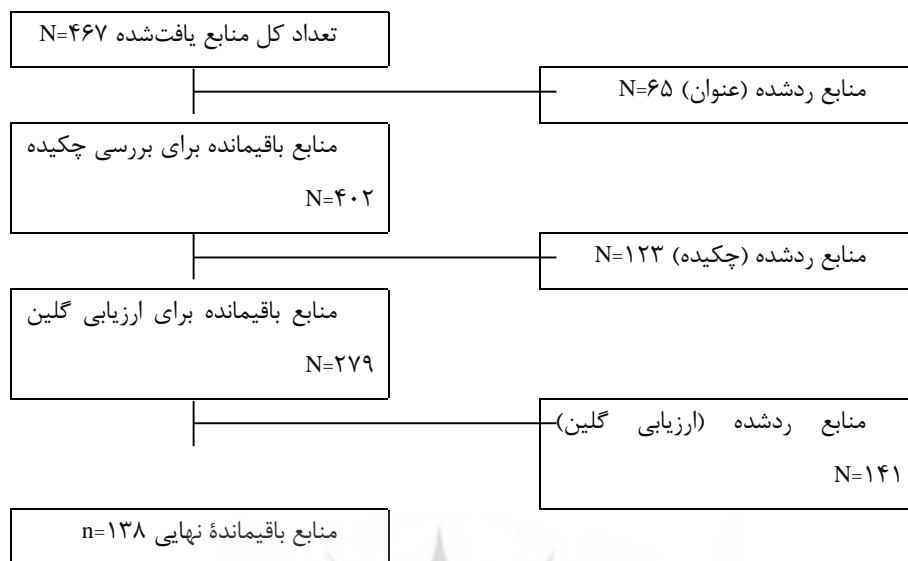 تعداد کل منابع یافت‌شده N=۴۶۷
منابع ردشده (عنوان) N=۶۵
منابع باقیمانده برای بررسی چکیده
N=۴۰۲
منابع ردشده (چکیده) N=۱۲۳
منابع باقیمانده برای ارزیابی گلین
N=۲۷۹
منابع ردشده (ارزیابی گلین)
N=۱۴۱
منابع باقیماندهٔ نهایی n=۱۳۸